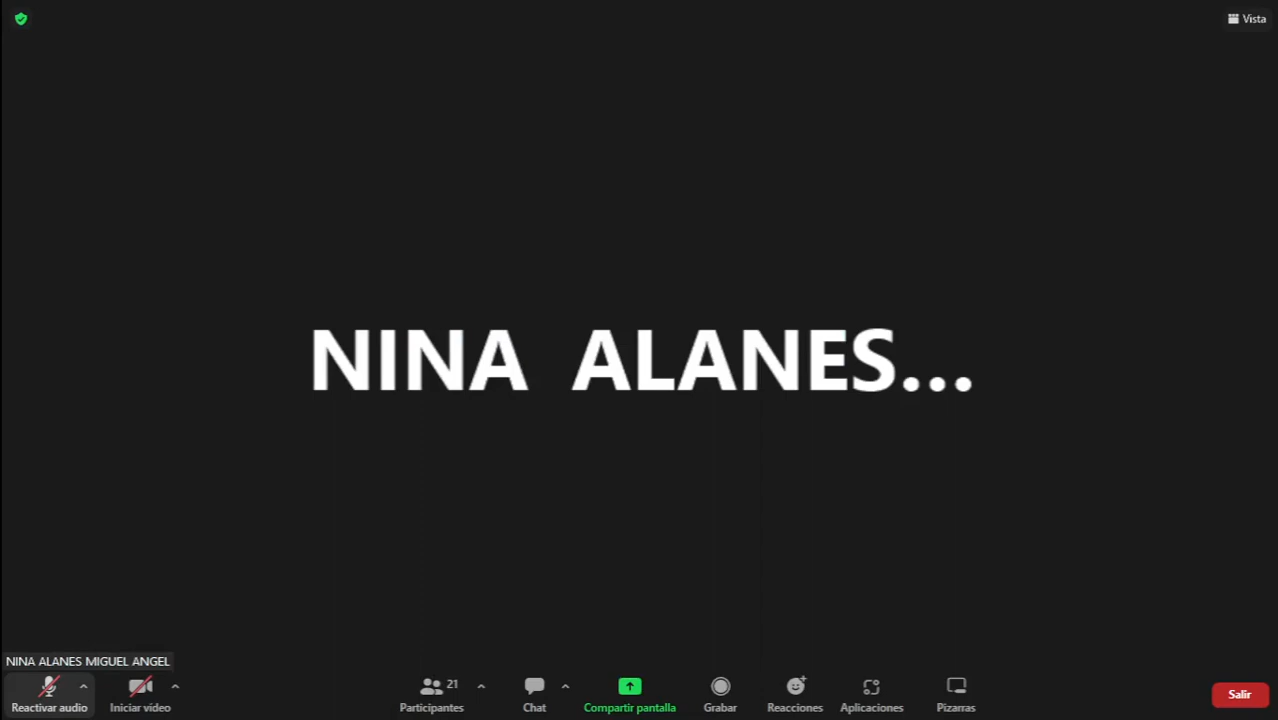 Vista
NINA ALANES...
NINA ALANES MIGUEL ANGEL
Reactivar audio
Iniciar video
21
Participantes
Chat
Compartir pantalla
Grabar
Reacciones
Aplicaciones
Pizarras
Salir